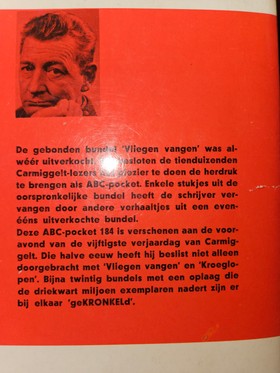 De gebonden bundel 'Vliegen vangen' was al-
wéér uitverkocht. besloten de tienduizenden
Carmiggelt-lezers plezier te doen de herdruk
te brengen als ABC-pocket. Enkele stukjes uit de
oorspronkelijke bundel heeft de schrijver ver-
vangen door andere verhaaltjes uit een even-
ééns uitverkochte bundel.
Deze ABC-pocket 184 is verschenen aan de voor-
avond van de vijftigste verjaardag van Carmig-
gelt. Die halve eeuw heeft hij beslist niet alleen
doorgebracht met 'Vliegen vangen' en 'Kroeglo-
pen'. Bijna twintig bundels met een oplaag die
de driekwart miljoen exemplaren nadert zijn er
bij elkaar 'geKRONKELd'.